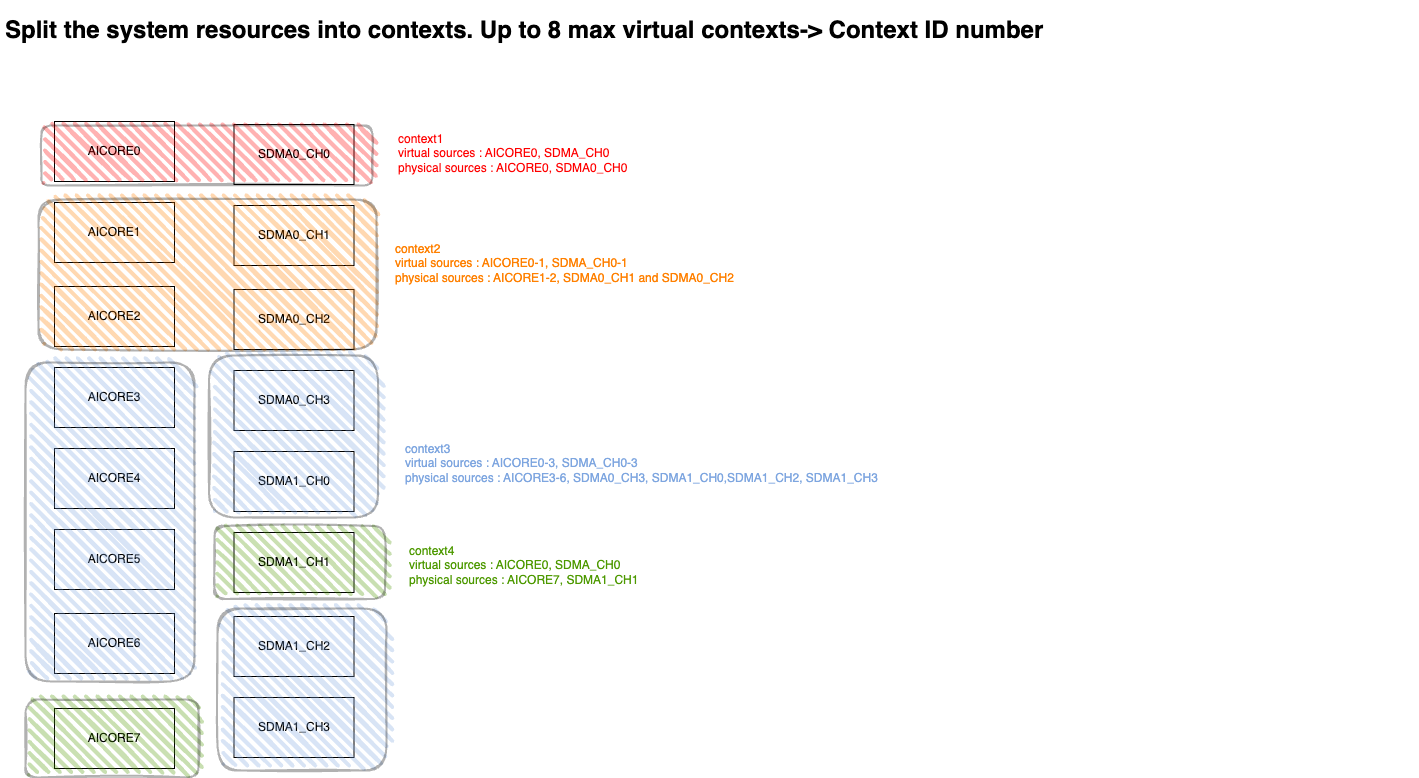 Split the system resources into contexts. Up to 8 max virtual contexts-> Context ID number
AICORE0
SDMA0_CH0
context1
virtual sources : AICORE0, SDMA_CH0
physical sources : AICORE0, SDMA0_CH0
AICORE1
SDMA0_CH1
context2
virtual sources : AICORE0-1, SDMA_CH0-1
physical sources : AICORE1-2, SDMA0_CH1 and SDMA0_CH2
AICORE2
SDMA0_CH2
AICORE3
SDMA0_CH3
context3
virtual sources : AICORE0-3, SDMA_CH0-3
physical sources : AICORE3-6, SDMA0_CH3, SDMA1_CH0,SDMA1_CH2, SDMA1_CH3
AICORE4
SDMA1_CH0
AICORE5
SDMA1_CH1
context4
virtual sources : AICORE0, SDMA_CH0
physical sources : AICORE7, SDMA1_CH1
AICORE6
SDMA1_CH2
AICORE7
SDMA1_CH3